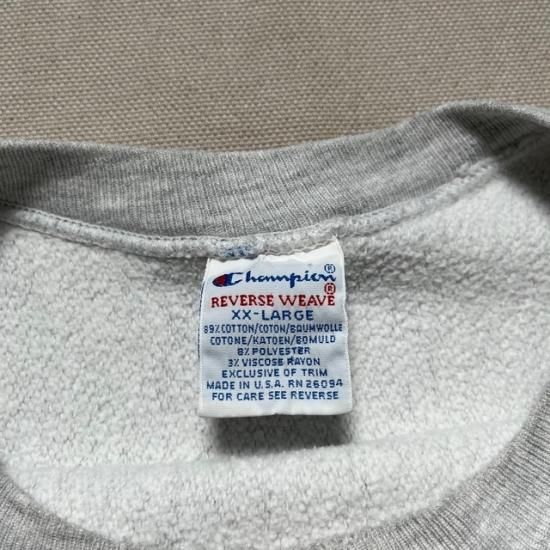 Champion®
REVERSE WEAVE®
XX-LARGE
89% COTTON/COTON/BAUMWOLLE
COTONE/KATOEN/BOMULD
8% POLYESTER
3% VISCOSE RAYON
EXCLUSIVE OF TRIM
MADE IN U.S.A. RN 26094
FOR CARE SEE REVERSE